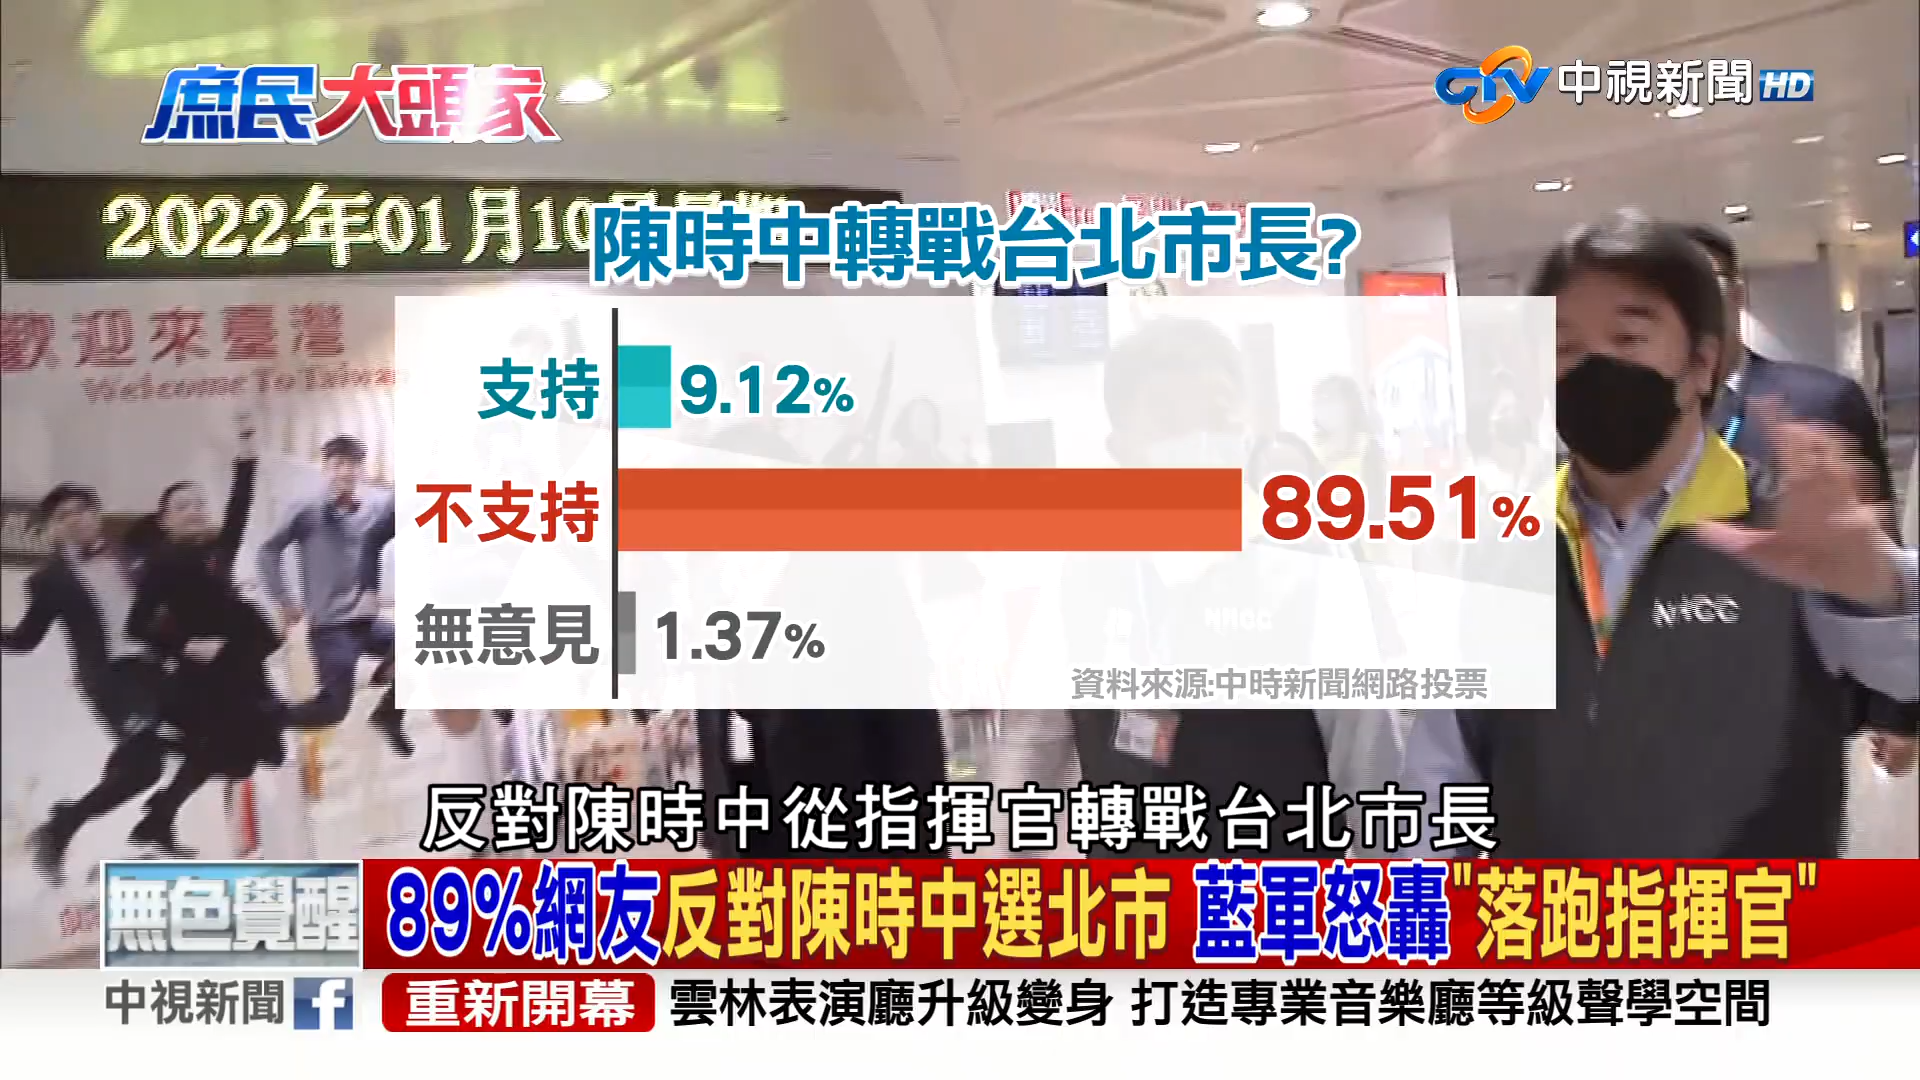 庶民大頭家
CTV 中視新聞 HD
2022年01月10
陳時中轉戰台北市長?
歡迎來臺灣
Welcome To Taiwan
支持 9.12%
不支持 89.51%
無意見 1.37%
NHCC
NHCC
資料來源:中時新聞網路投票
反對陳時中從指揮官轉戰台北市長
無色覺醒
89%網友反對陳時中選北市 藍軍怒轟"落跑指揮官"
中視新聞 f 重新開幕 雲林表演廳升級變身 打造專業音樂廳等級聲學空間